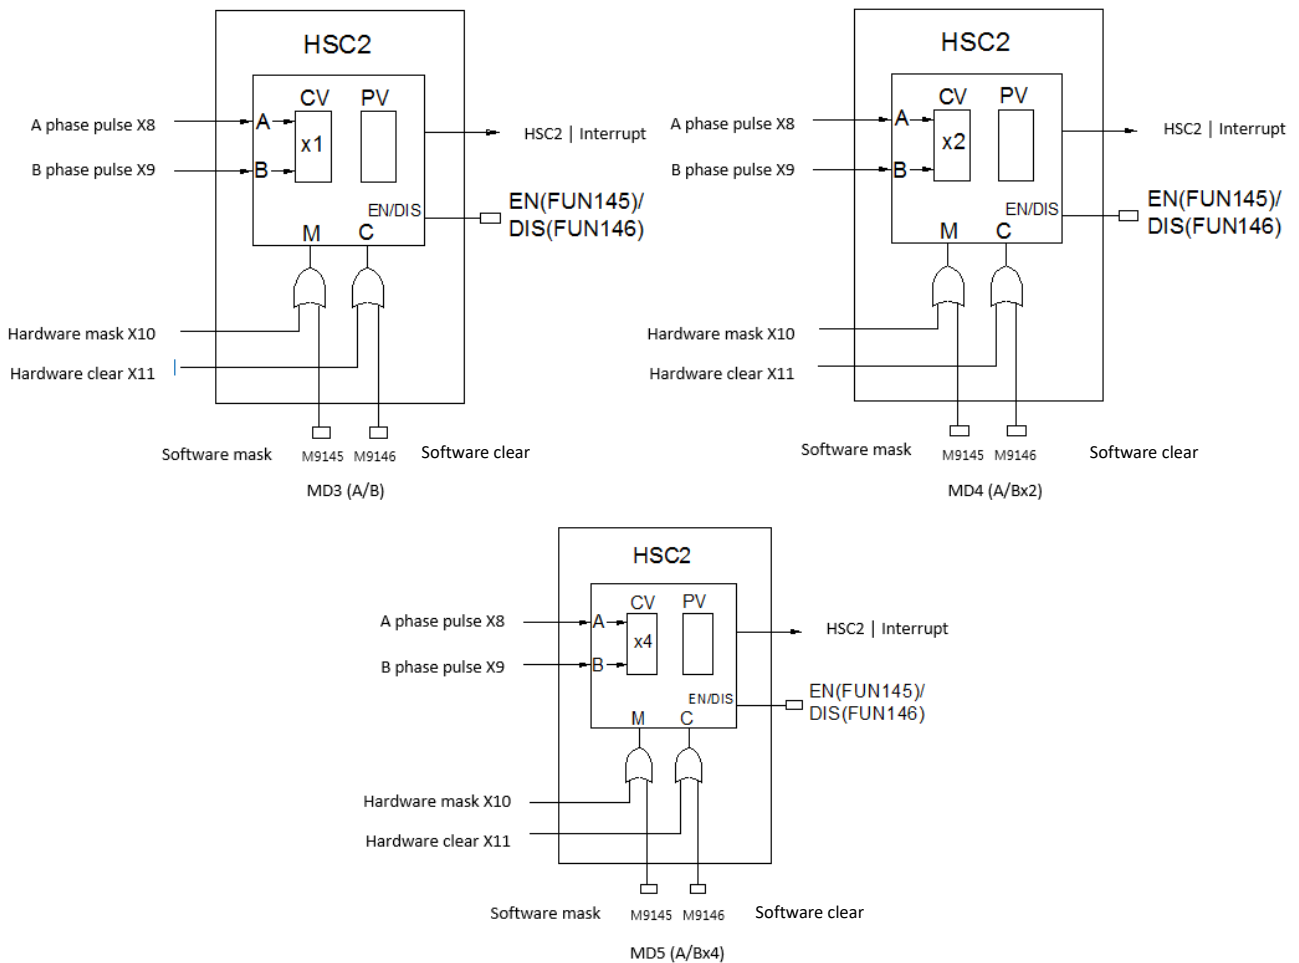 HSC2
CV PV
A phase pulse X8
A
x1
HSC2 | Interrupt
B phase pulse X9
B
EN/DIS
EN(FUN145)/
DIS(FUN146)
M C
Hardware mask X10
Hardware clear X11
Software mask M9145 M9146 Software clear
MD3 (A/B)
HSC2
CV PV
A phase pulse X8
A
x2
HSC2 | Interrupt
B phase pulse X9
B
EN/DIS
EN(FUN145)/
DIS(FUN146)
M C
Hardware mask X10
Hardware clear X11
Software mask M9145 M9146 Software clear
MD4 (A/Bx2)
HSC2
CV PV
A phase pulse X8
A
x4
HSC2 | Interrupt
B phase pulse X9
B
EN/DIS
EN(FUN145)/
DIS(FUN146)
M C
Hardware mask X10
Hardware clear X11
Software mask M9145 M9146 Software clear
MD5 (A/Bx4)